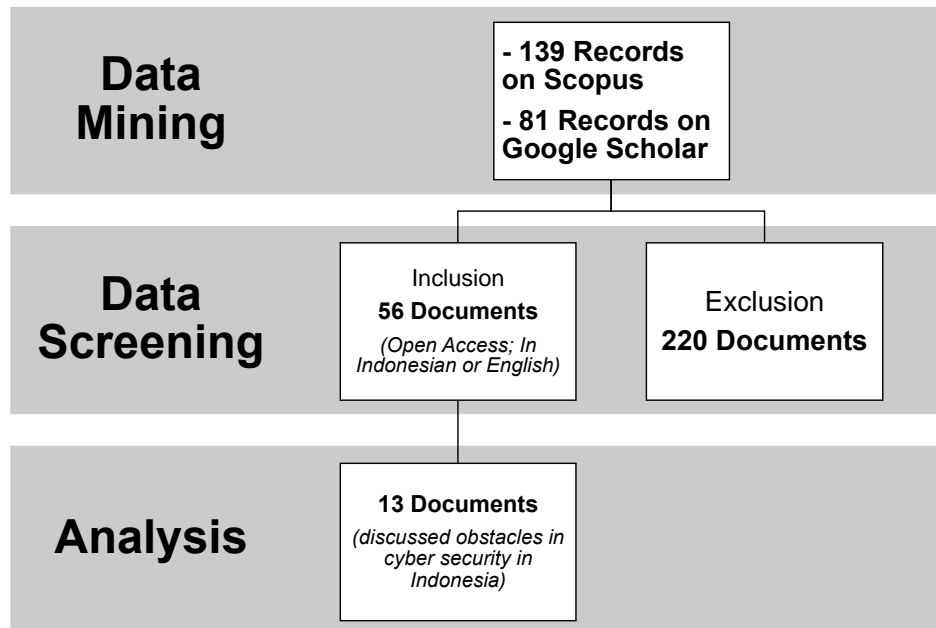 Data
Mining
- 139 Records
on Scopus
- 81 Records on
Google Scholar
Data
Screening
Inclusion
56 Documents
(Open Access; In
Indonesian or English)
Exclusion
220 Documents
Analysis
13 Documents
(discussed obstacles in
cyber security in
Indonesia)